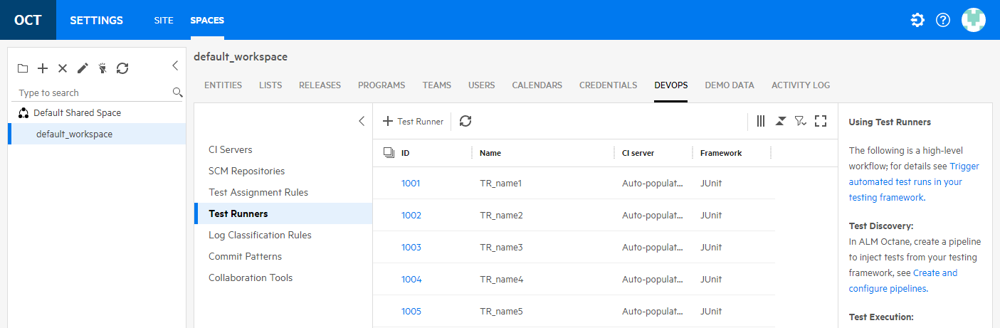 OCT SETTINGS SITE SPACES
default_workspace
Type to search
Default Shared Space
default_workspace
ENTITIES LISTS RELEASES PROGRAMS TEAMS USERS CALENDARS CREDENTIALS DEVOPS DEMO DATA ACTIVITY LOG
CI Servers
SCM Repositories
Test Assignment Rules
Test Runners
Log Classification Rules
Commit Patterns
Collaboration Tools
Test Runner
ID Name CI server Framework
1001 TR_name1 Auto-populat... JUnit
1002 TR_name2 Auto-populat... JUnit
1003 TR_name3 Auto-populat... JUnit
1004 TR_name4 Auto-populat... JUnit
1005 TR_name5 Auto-populat... JUnit
Using Test Runners
The following is a high-level
workflow; for details see Trigger
automated test runs in your
testing framework.
Test Discovery:
In ALM Octane, create a pipeline
to inject tests from your testing
framework, see Create and
configure pipelines.
Test Execution: